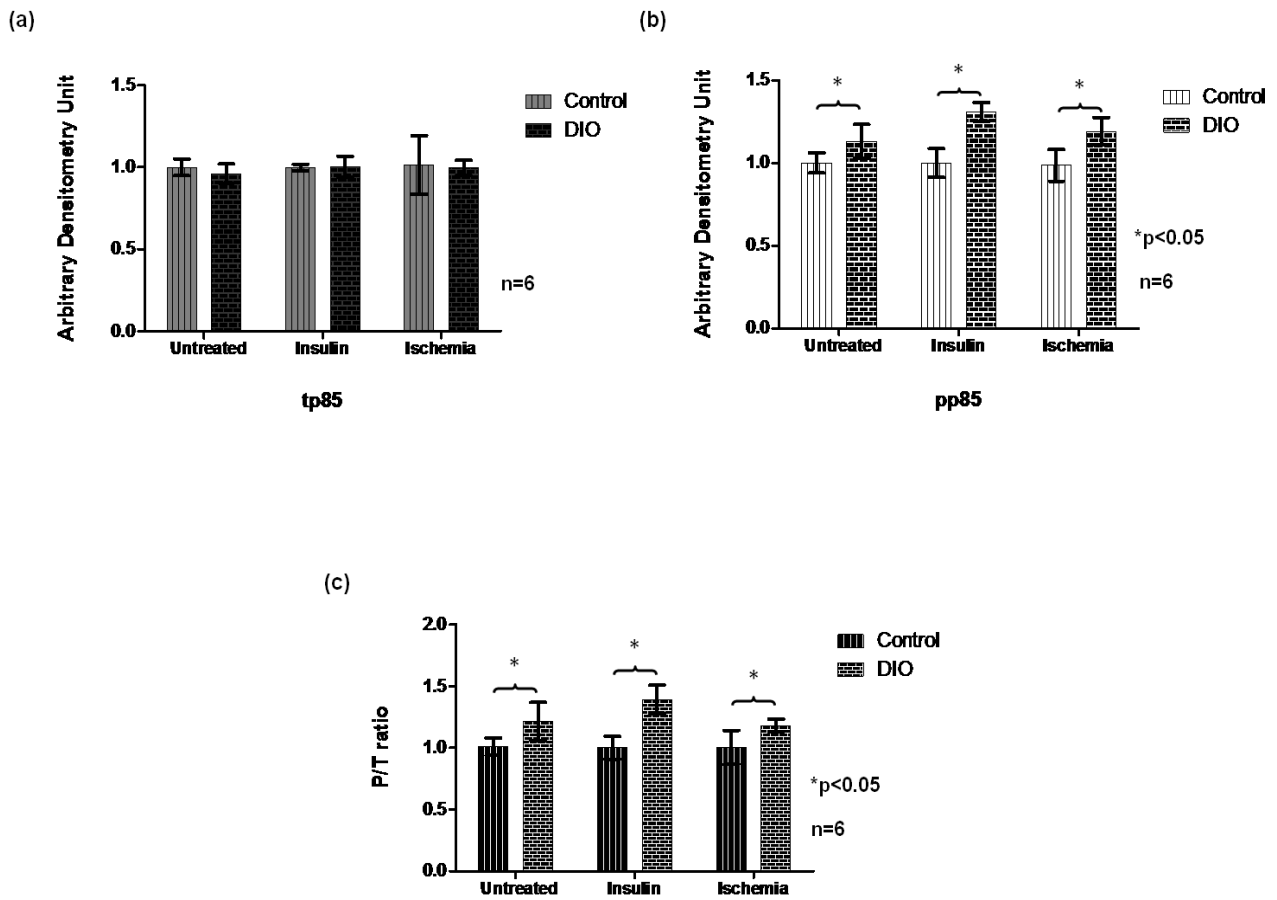 (a)
Arbitrary Densitometry Unit
1.5
1.0
0.5
0.0
Control
DIO
n=6
Untreated Insulin Ischemia
tp85
(b)
Arbitrary Densitometry Unit
1.5
1.0
0.5
0.0
* * *
Control
DIO
*p<0.05
n=6
Untreated Insulin Ischemia
pp85
(c)
P/T ratio
2.0
1.5
1.0
0.5
0.0
* * *
Control
DIO
*p<0.05
n=6
Untreated Insulin Ischemia